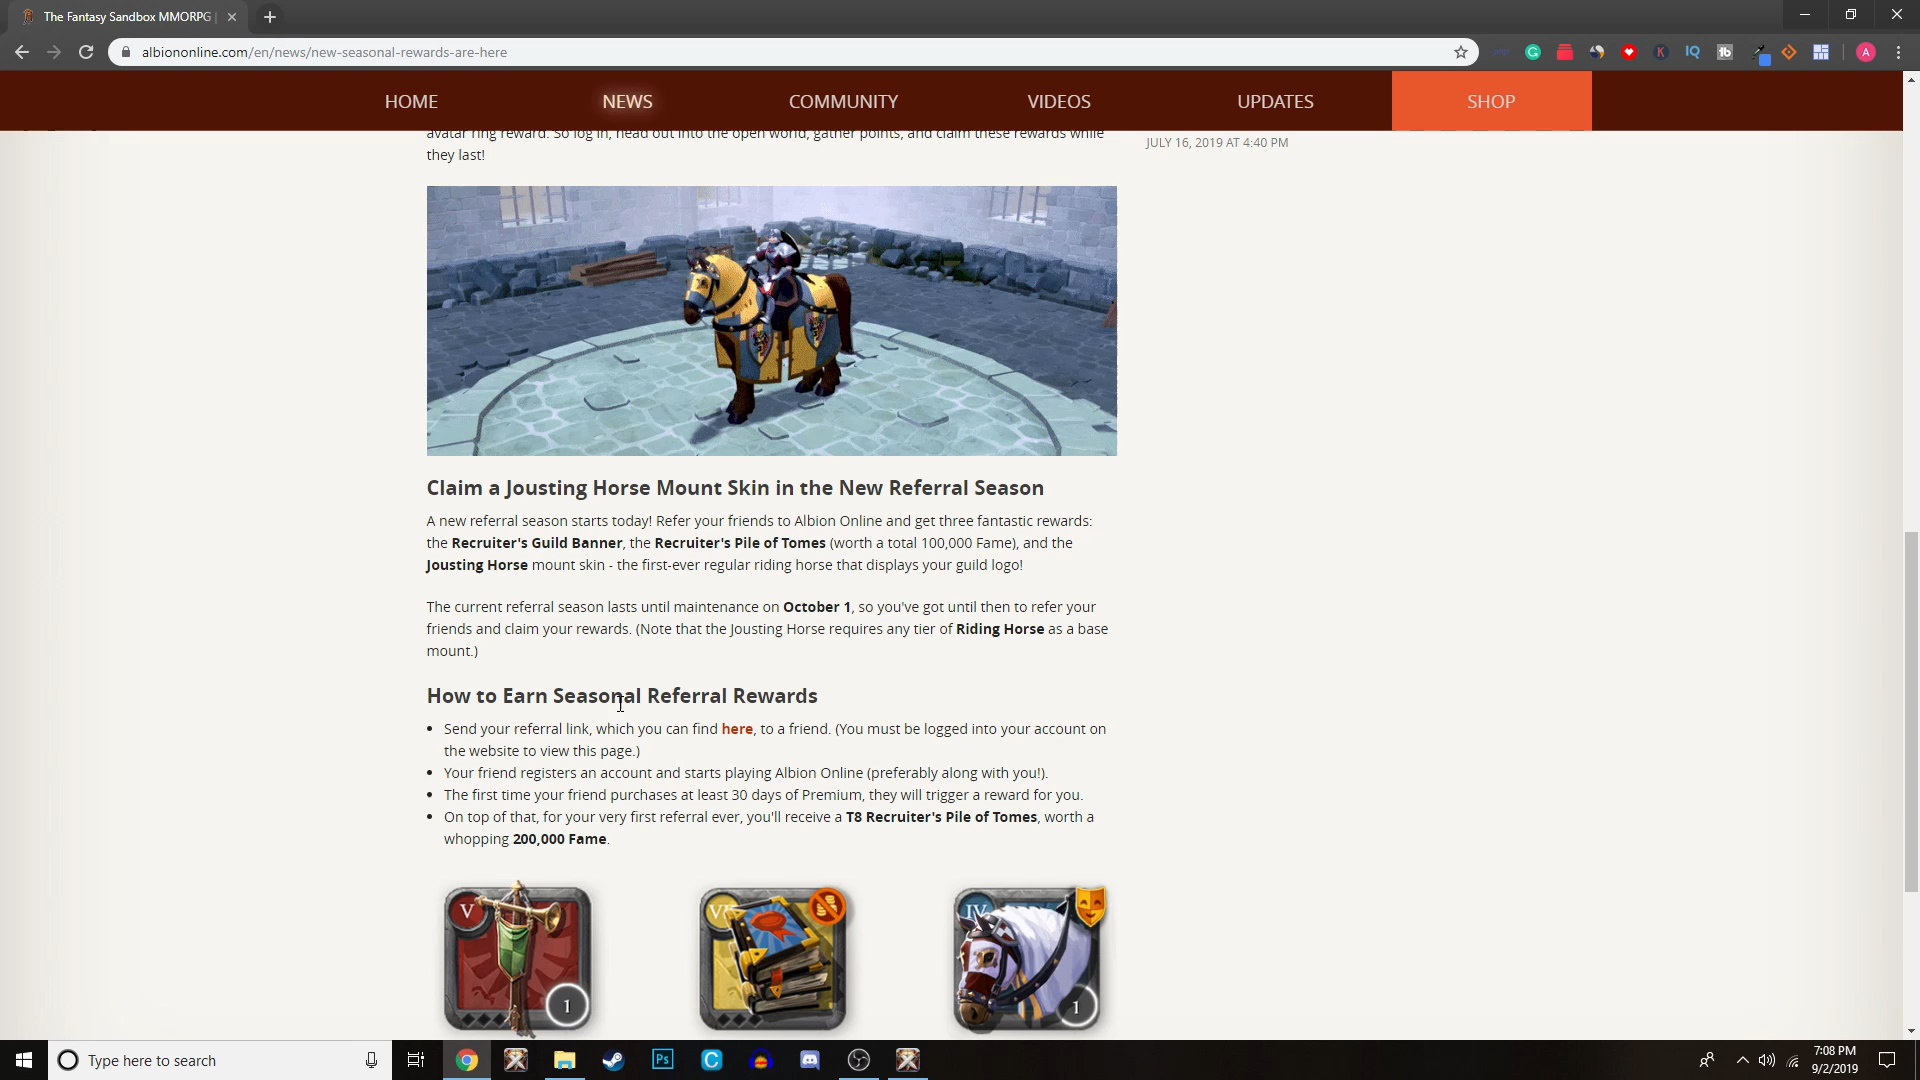 The Fantasy Sandbox MMORPG |
albiononline.com/en/news/new-seasonal-rewards-are-here
HOME NEWS COMMUNITY VIDEOS UPDATES SHOP
avatar ring reward. So log in, head out into the open world, gather points, and claim these rewards while
they last!
JULY 16, 2019 AT 4:40 PM
Claim a Jousting Horse Mount Skin in the New Referral Season
A new referral season starts today! Refer your friends to Albion Online and get three fantastic rewards:
the Recruiter's Guild Banner, the Recruiter's Pile of Tomes (worth a total 100,000 Fame), and the
Jousting Horse mount skin - the first-ever regular riding horse that displays your guild logo!
The current referral season lasts until maintenance on October 1, so you've got until then to refer your
friends and claim your rewards. (Note that the Jousting Horse requires any tier of Riding Horse as a base
mount.)
How to Earn Seasonal Referral Rewards
• Send your referral link, which you can find here, to a friend. (You must be logged into your account on
the website to view this page.)
• Your friend registers an account and starts playing Albion Online (preferably along with you!).
• The first time your friend purchases at least 30 days of Premium, they will trigger a reward for you.
• On top of that, for your very first referral ever, you'll receive a T8 Recruiter's Pile of Tomes, worth a
whopping 200,000 Fame.
V VI IV
1 1
Type here to search
Ps
7:08 PM
9/2/2019